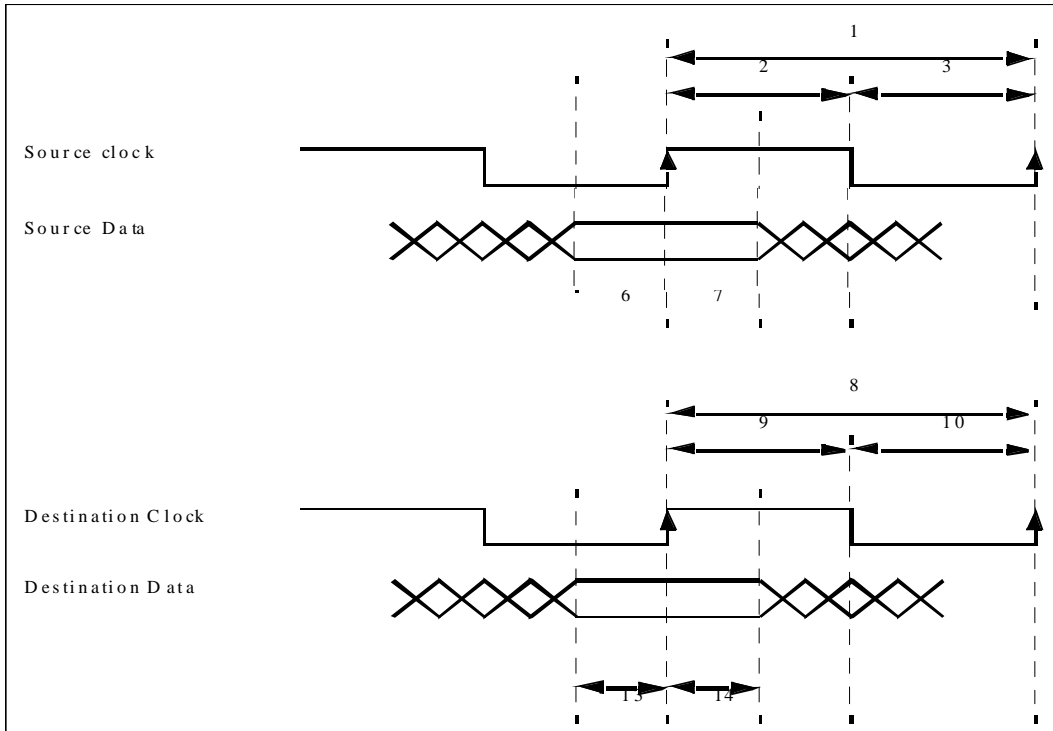 1
2 3
Source clock
Source Data
6 7
8
9 10
Destination Clock
Destination Data
13 14